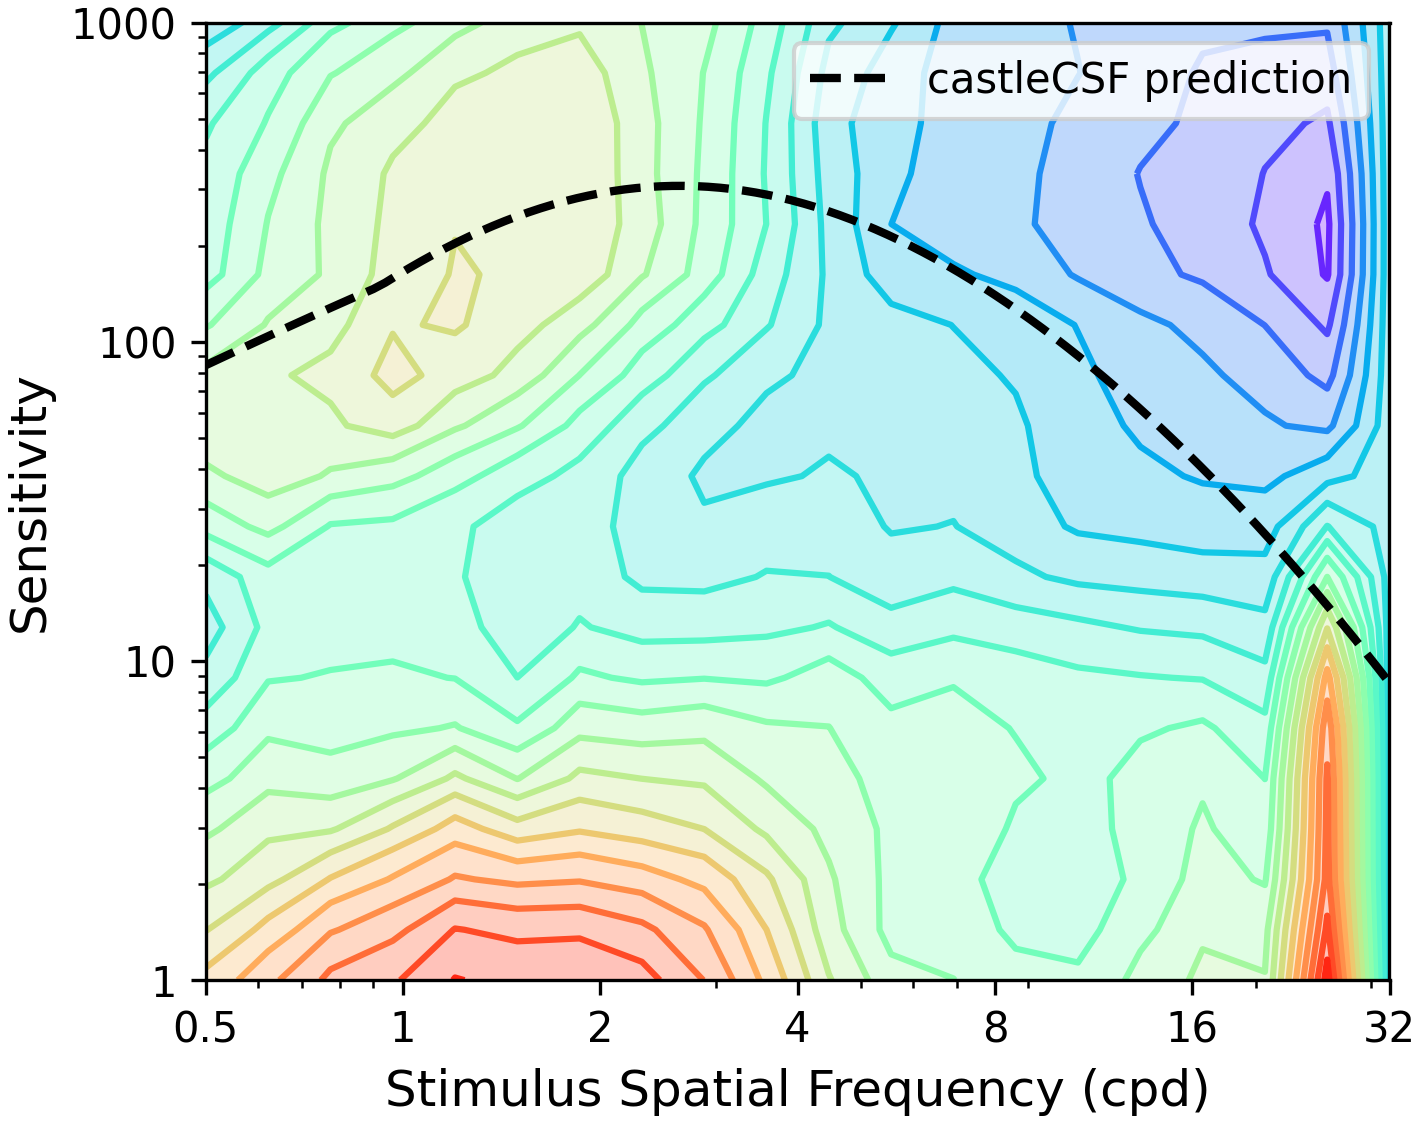 1000
castleCSF prediction
100
Sensitivity
10
1
0.5 1 2 4 8 16 32
Stimulus Spatial Frequency (cpd)